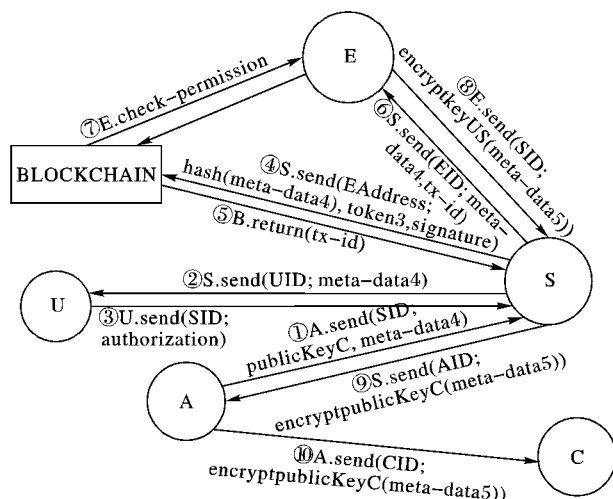 E
⑦E.check-permission
⑧E.send(SID;
encryptkeyUS(meta-data5))
⑥S.send(EID; meta-
data4,tx-id)
BLOCKCHAIN
④S.send(EAddress;
hash(meta-data4), token3,signature)
⑤B.return(tx-id)
S
U
②S.send(UID; meta-data4)
③U.send(SID;
authorization)
①A.send(SID;
publicKeyC, meta-data4)
⑨S.send(AID;
encryptpublicKeyC(meta-data5))
A
⑩A.send(CID;
encryptpublicKeyC(meta-data5))
C